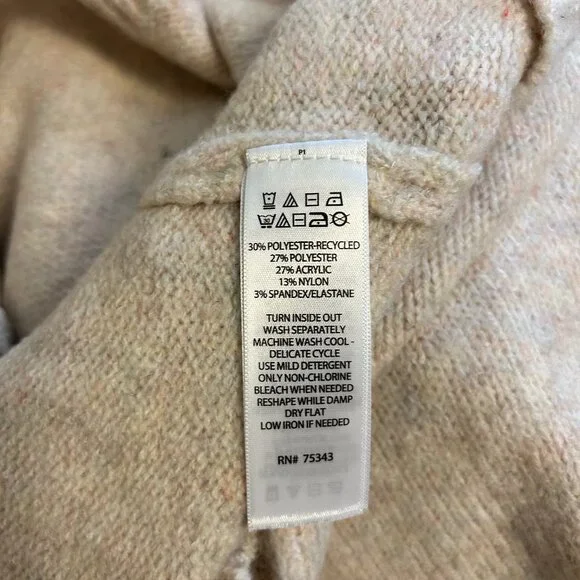 P1
30% POLYESTER-RECYCLED
27% POLYESTER
27% ACRYLIC
13% NYLON
3% SPANDEX/ELASTANE
TURN INSIDE OUT
WASH SEPARATELY
MACHINE WASH COOL -
DELICATE CYCLE
USE MILD DETERGENT
ONLY NON-CHLORINE
BLEACH WHEN NEEDED
RESHAPE WHILE DAMP
DRY FLAT
LOW IRON IF NEEDED
RN# 75343